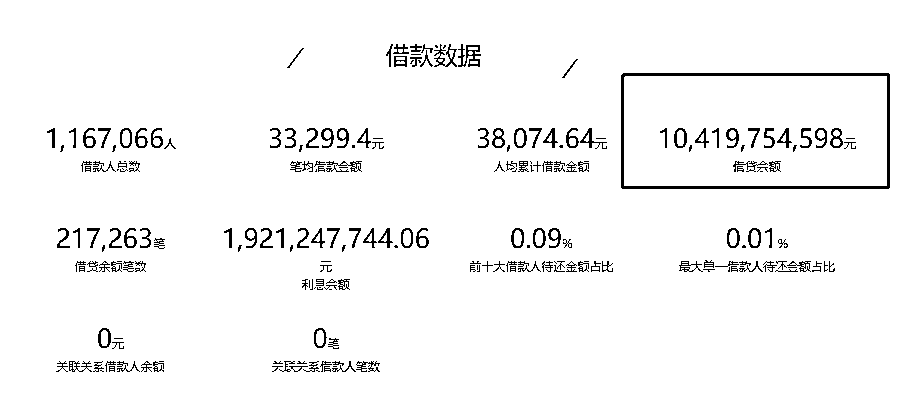 借款数据
1,167,066人
借款人总数
33,299.4元
笔均借款金额
38,074.64元
人均累计借款金额
10,419,754,598元
借贷余额
217,263笔
借贷余额笔数
1,921,247,744.06
元
利息余额
0.09%
前十大借款人待还金额占比
0.01%
最大单一借款人待还金额占比
0元
关联关系借款人余额
0笔
关联关系借款人笔数